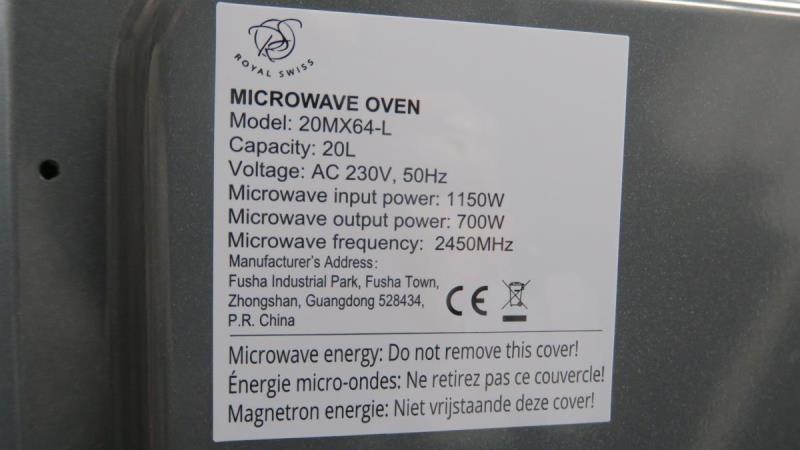 ROYAL SWISS
MICROWAVE OVEN
Model: 20MX64-L
Capacity: 20L
Voltage: AC 230V, 50Hz
Microwave input power: 1150W
Microwave output power: 700W
Microwave frequency: 2450MHz
Manufacturer's Address:
Fusha Industrial Park, Fusha Town,
Zhongshan, Guangdong 528434,
P.R. China
CE
Microwave energy: Do not remove this cover!
Énergie micro-ondes: Ne retirez pas ce couvercle!
Magnetron energie: Niet vrijstaande deze cover!